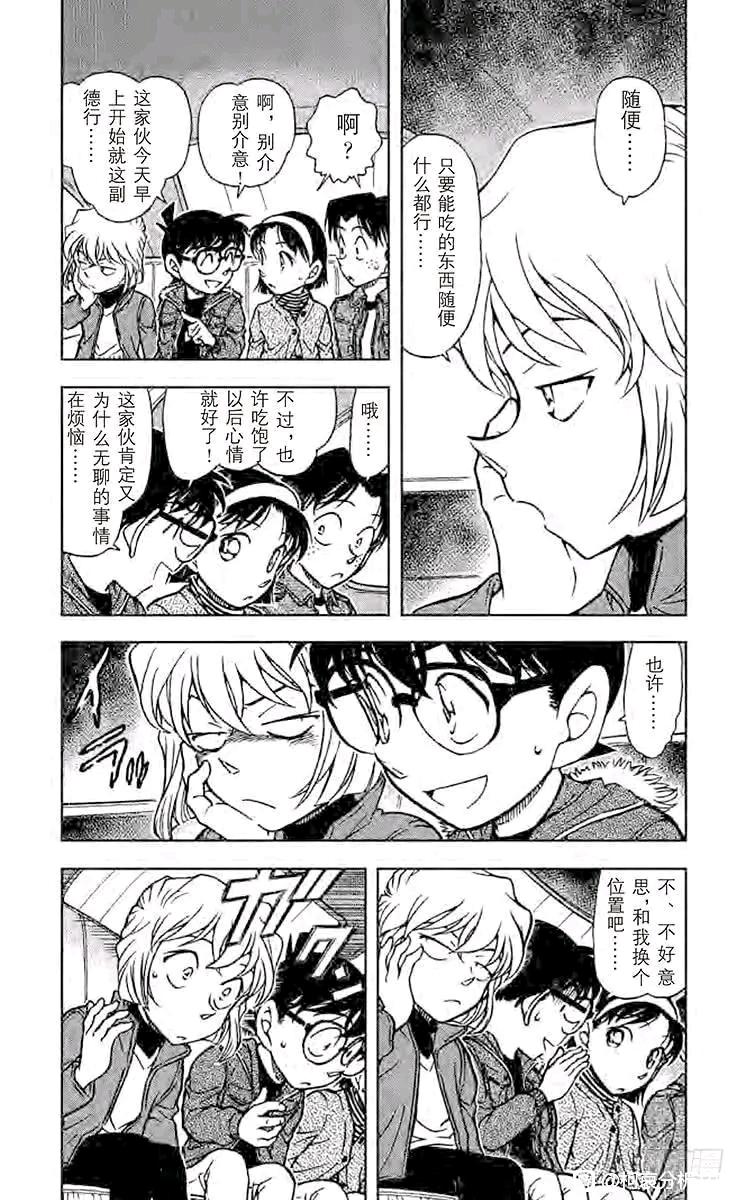 随便…
只要能吃的东西随便
什么都行……
啊？
啊，别介
意别介意！
这家伙今天早
上开始就这副
德行……
哦……
不过，也
许吃饱了
以后心情
就好了！
这家伙肯定又
为什么无聊的事情
在烦恼……
也许……
不、不好意
思，和我换个
位置吧……
ガクン